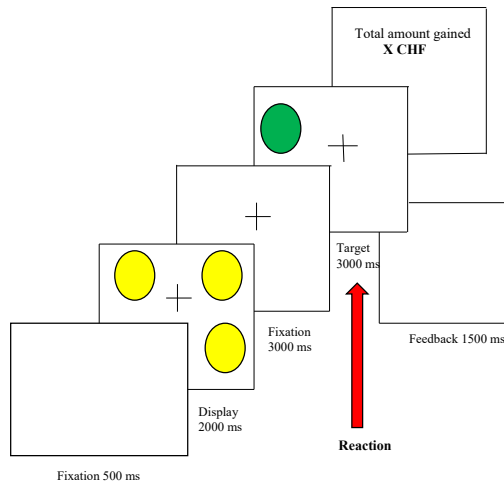 Total amount gained
X CHF
Target
3000 ms
Fixation
3000 ms
Feedback 1500 ms
Display
2000 ms
Reaction
Fixation 500 ms